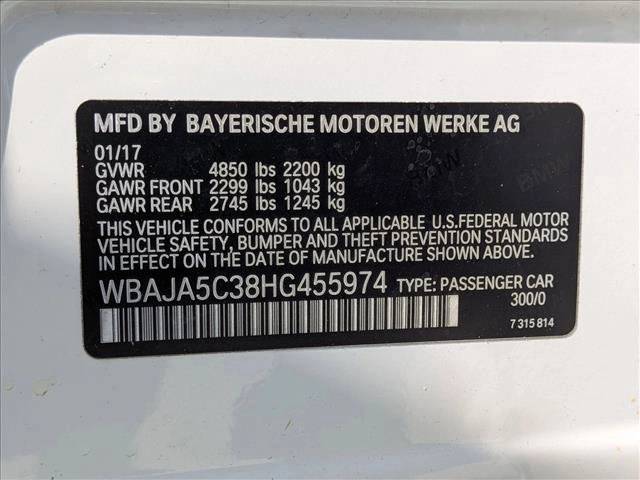 MFD BY BAYERISCHE MOTOREN WERKE AG
01/17
GVWR 4850 lbs 2200 kg
GAWR FRONT 2299 lbs 1043 kg
GAWR REAR 2745 lbs 1245 kg
THIS VEHICLE CONFORMS TO ALL APPLICABLE U.S.FEDERAL MOTOR
VEHICLE SAFETY, BUMPER AND THEFT PREVENTION STANDARDS
IN EFFECT ON THE DATE OF MANUFACTURE SHOWN ABOVE.
WBAJA5C38HG455974 TYPE: PASSENGER CAR
300/0
7 315 814
BMW
BMW